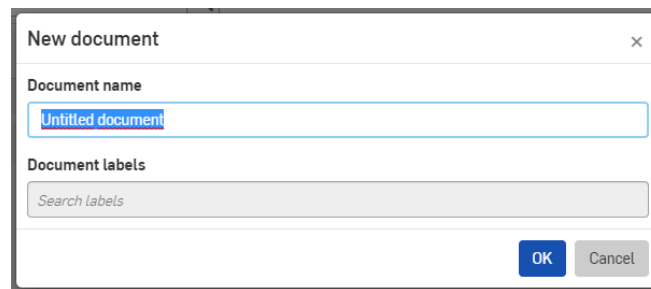 New document
Document name
Untitled document
Document labels
Search labels
OK Cancel